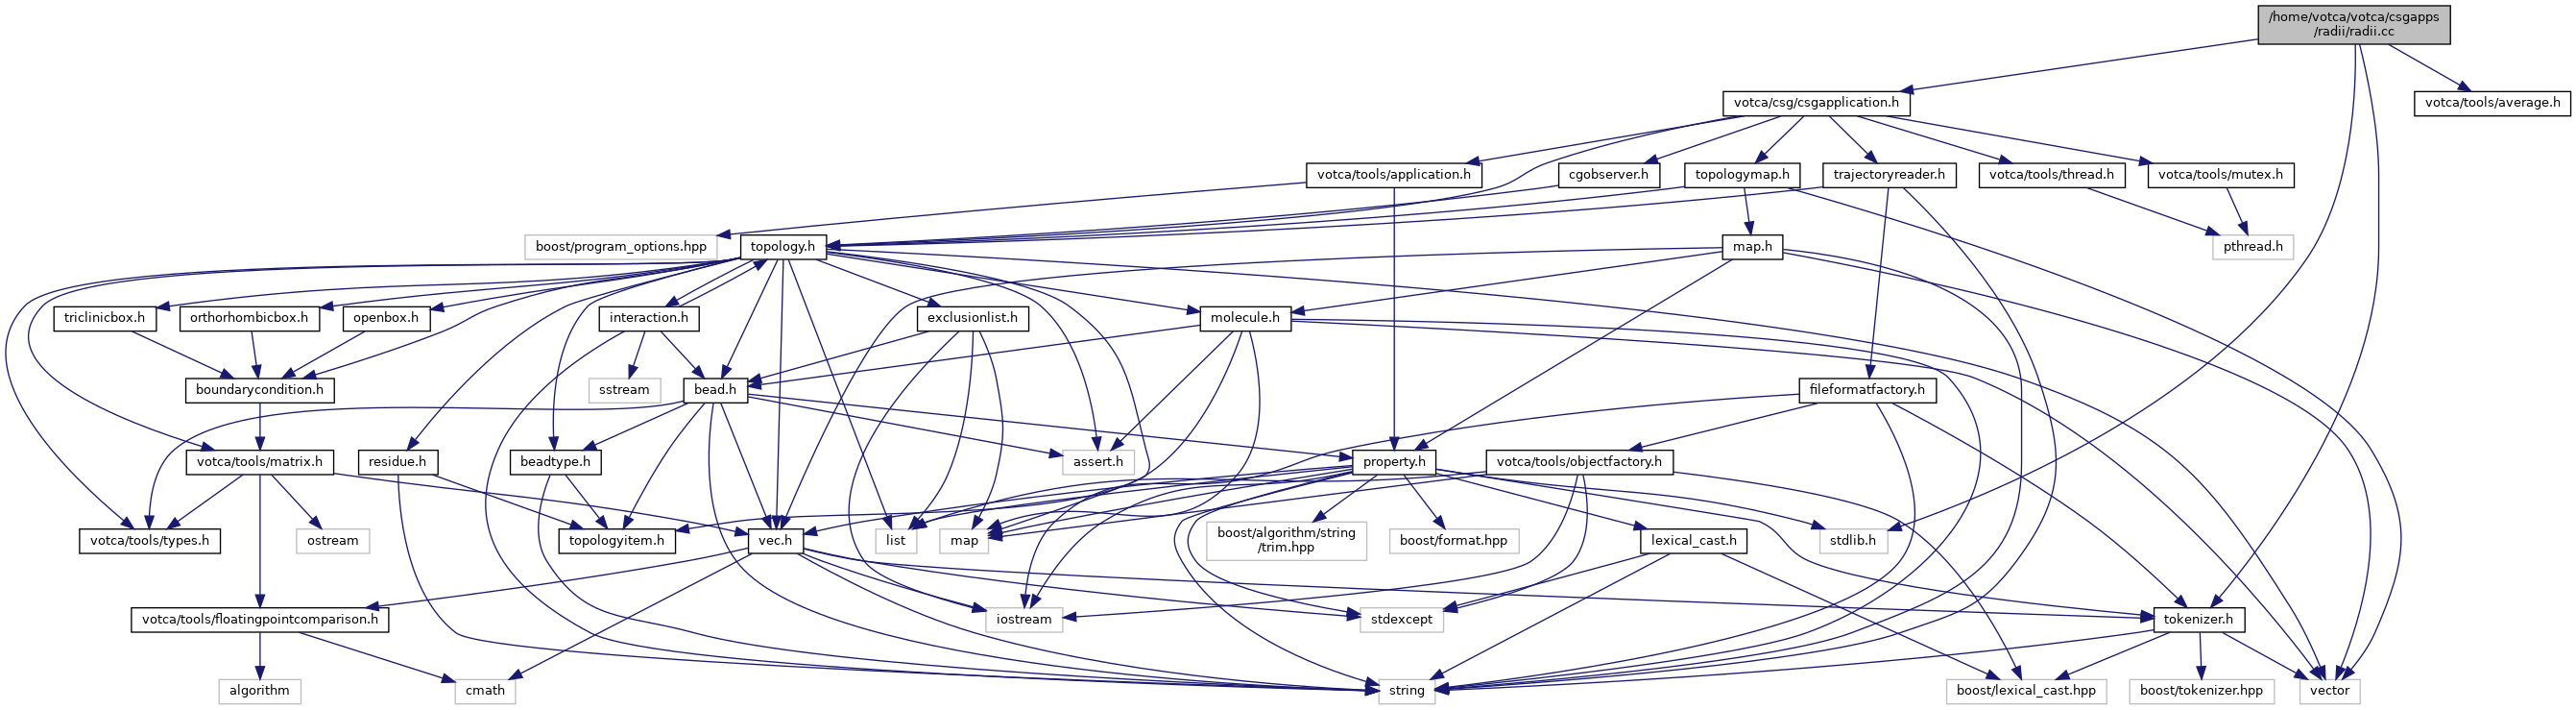 /home/votca/votca/csgapps
/radii/radii.cc
votca/csg/csgapplication.h
votca/tools/average.h
votca/tools/application.h
cgobserver.h
topologymap.h
trajectoryreader.h
votca/tools/thread.h
votca/tools/mutex.h
boost/program_options.hpp
topology.h
map.h
pthread.h
triclinicbox.h
orthorhombicbox.h
openbox.h
interaction.h
exclusionlist.h
molecule.h
boundarycondition.h
sstream
bead.h
fileformatfactory.h
votca/tools/matrix.h
residue.h
beadtype.h
assert.h
property.h
votca/tools/objectfactory.h
votca/tools/types.h
ostream
topologyitem.h
vec.h
list
map
boost/algorithm/string
/trim.hpp
boost/format.hpp
lexical_cast.h
stdlib.h
votca/tools/floatingpointcomparison.h
iostream
stdexcept
tokenizer.h
algorithm
cmath
string
boost/lexical_cast.hpp
boost/tokenizer.hpp
vector